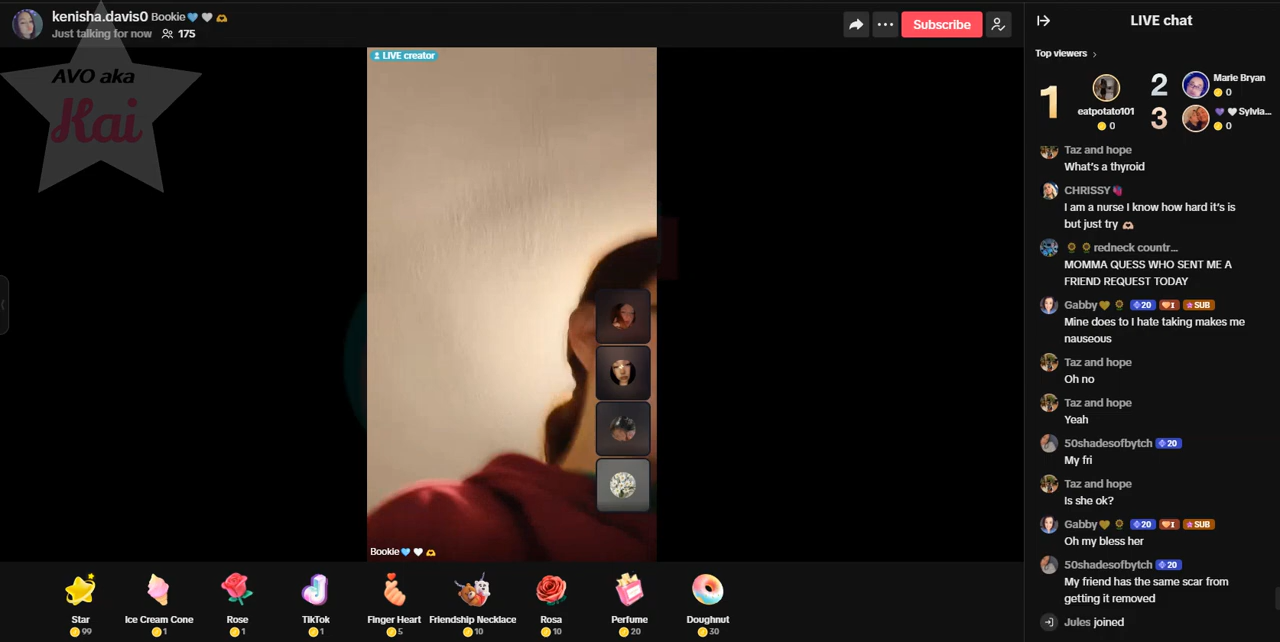 kenisha.davis0 Bookie💙🤍🫶
Just talking for now 175
Subscribe
AVO aka
Kai
LIVE creator
Bookie💙🤍🫶
Star
99
Ice Cream Cone
1
Rose
1
TikTok
1
Finger Heart
5
Friendship Necklace
10
Rosa
10
Perfume
20
Doughnut
30
LIVE chat
Top viewers
1
eatpotato101
0
2
Marie Bryan
0
3
💜🤍Sylvia...
0
Taz and hope
What's a thyroid
CHRISSY
I am a nurse I know how hard it's is
but just try 🫶
🌻🌻redneck countr...
MOMMA QUESS WHO SENT ME A
FRIEND REQUEST TODAY
Gabby 20 I SUB
Mine does to I hate taking makes me
nauseous
Taz and hope
Oh no
Taz and hope
Yeah
50shadesofbytch 20
My fri
Taz and hope
Is she ok?
Gabby 20 I SUB
Oh my bless her
50shadesofbytch 20
My friend has the same scar from
getting it removed
Jules joined